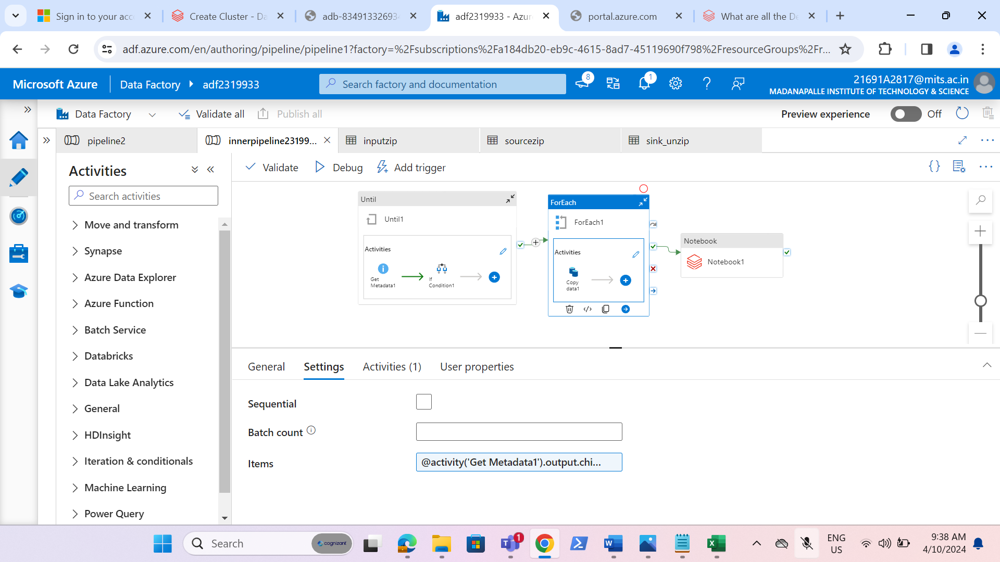 Sign in to your acc
Create Cluster - Da
adb-83491332693
adf2319933 - Azur
portal.azure.com
What are all the De
adf.azure.com/en/authoring/pipeline/pipeline1?factory=%2Fsubscriptions%2Fa184db20-eb9c-4615-8ad7-45119690f798%2FresourceGroups%2Fr...
Microsoft Azure
Data Factory
adf2319933
Search factory and documentation
8
1
21691A2817@mits.ac.in
MADANAPALLE INSTITUTE OF TECHNOLOGY & SCIENCE
Data Factory
Validate all
Publish all
Preview experience
Off
pipeline2
innerpipeline23199...
inputzip
sourcezip
sink_unzip
Activities
Validate
Debug
Add trigger
Search activities
Move and transform
Synapse
Azure Data Explorer
Azure Function
Batch Service
Databricks
Data Lake Analytics
General
HDInsight
Iteration & conditionals
Machine Learning
Power Query
Until
Until1
Activities
Get
Metadata1
If
Condition1
ForEach
ForEach1
Activities
Copy
data1
Notebook
Notebook1
General
Settings
Activities (1)
User properties
Sequential
Batch count
Items
@activity('Get Metadata1').output.chi...
Search
cognizant
1
ENG
US
9:38 AM
4/10/2024